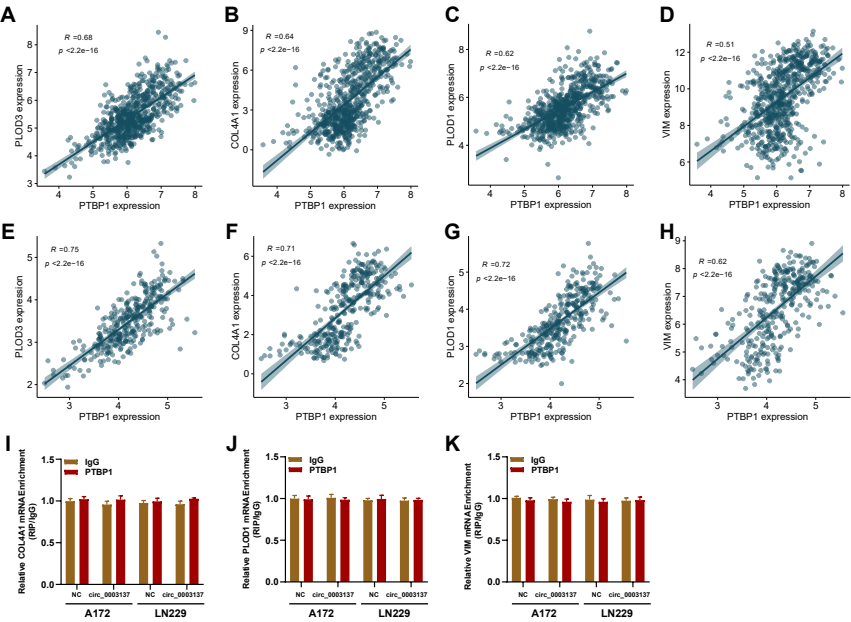 A
R =0.68
p <2.2e−16
PLOD3 expression
8
7
6
5
4
3
4
5
6
7
8
PTBP1 expression
B
R =0.64
p <2.2e−16
COL4A1 expression
9
6
3
0
4
5
6
7
8
PTBP1 expression
C
R =0.62
p <2.2e−16
PLOD1 expression
8
6
4
4
5
6
7
8
PTBP1 expression
D
R =0.51
p <2.2e−16
VIM expression
12
10
8
6
4
5
6
7
8
PTBP1 expression
E
R =0.75
p <2.2e−16
PLOD3 expression
5
4
3
2
3
4
5
PTBP1 expression
F
R =0.71
p <2.2e−16
COL4A1 expression
6
4
2
0
3
4
5
PTBP1 expression
G
R =0.72
p <2.2e−16
PLOD1 expression
5
4
3
2
3
4
5
PTBP1 expression
H
R =0.62
p <2.2e−16
VIM expression
9
8
7
6
5
4
3
4
5
PTBP1 expression
I
IgG
PTBP1
Relative COL4A1 mRNA Enrichment
(RIP/IgG)
1.5
1.0
0.5
0.0
NC circ_0003137 NC circ_0003137
A172 LN229
J
IgG
PTBP1
Relative PLOD1 mRNA Enrichment
(RIP/IgG)
1.5
1.0
0.5
0.0
NC circ_0003137 NC circ_0003137
A172 LN229
K
IgG
PTBP1
Relative VIM mRNA Enrichment
(RIP/IgG)
1.5
1.0
0.5
0.0
NC circ_0003137 NC circ_0003137
A172 LN229